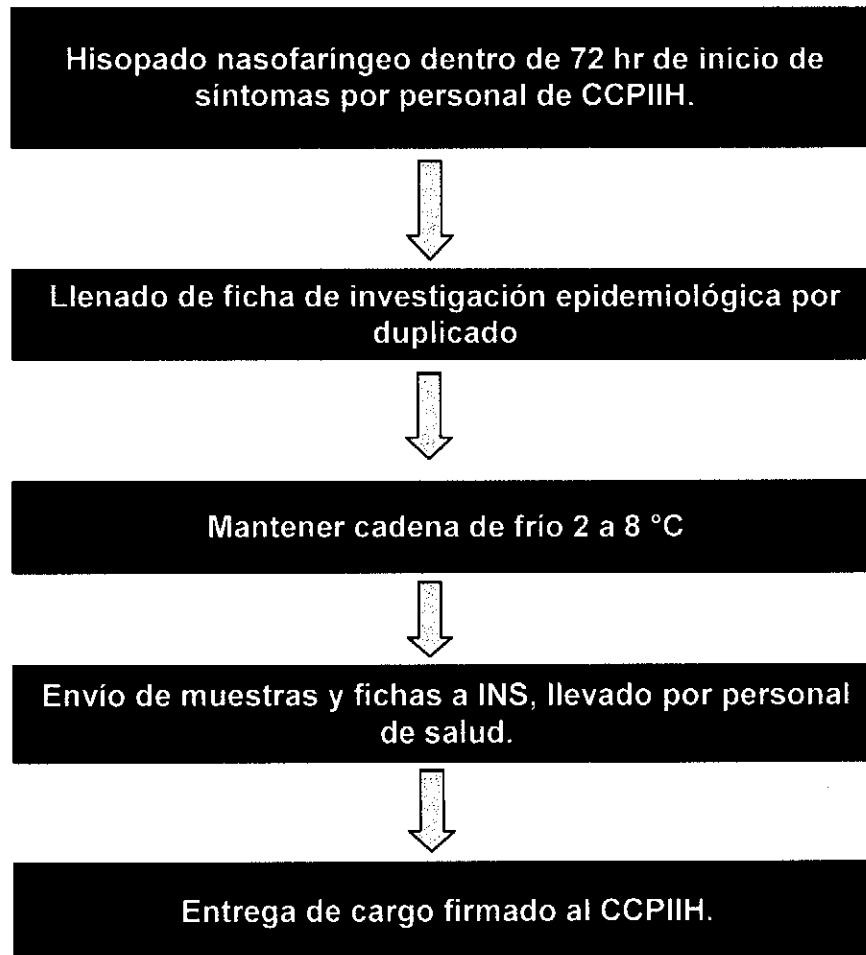 Hisopado nasofaríngeo dentro de 72 hr de inicio de
síntomas por personal de CCPIIH.
Llenado de ficha de investigación epidemiológica por
duplicado
Mantener cadena de frío 2 a 8 °C
Envío de muestras y fichas a INS, llevado por personal
de salud.
Entrega de cargo firmado al CCPIIH.